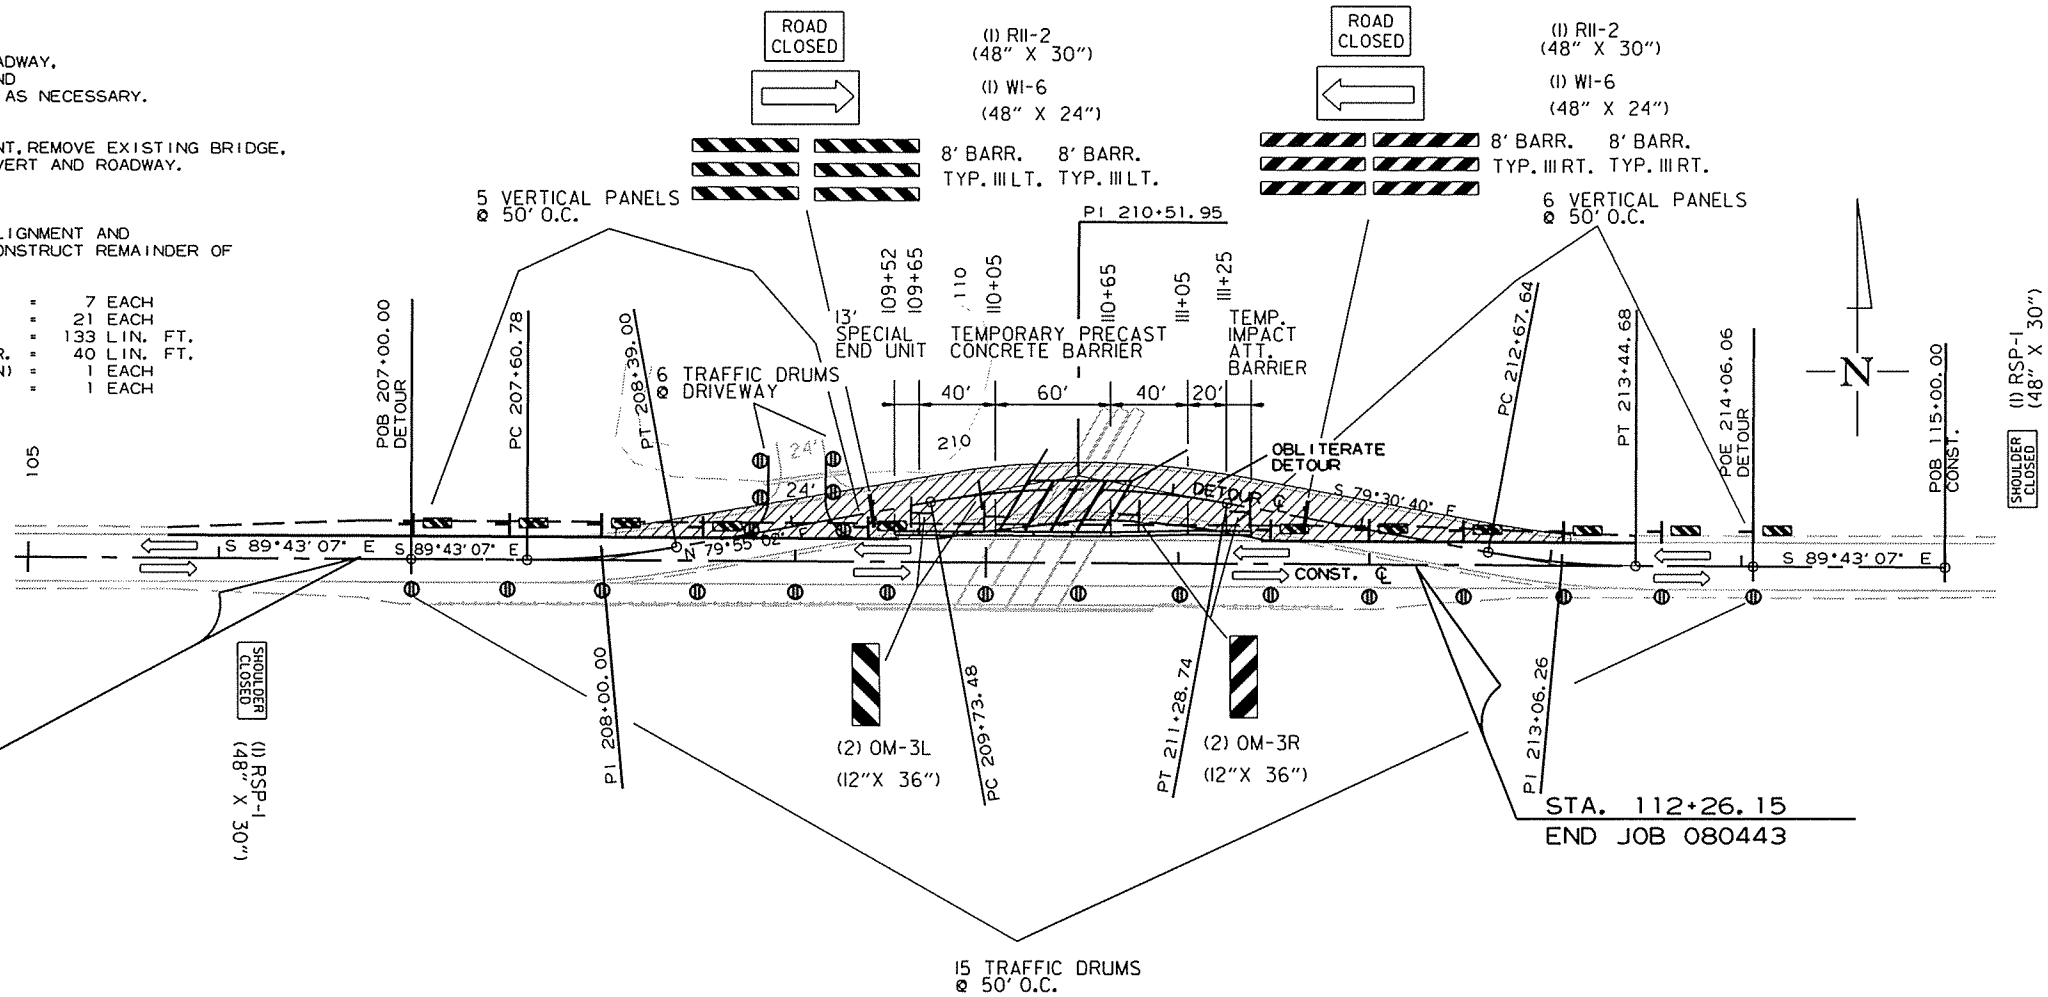 ADWAY.
ND
AS NECESSARY.
NT, REMOVE EXISTING BRIDGE,
VERT AND ROADWAY.
LIGNMENT AND
ONSTRUCT REMAINDER OF
= 7 EACH
= 21 EACH
= 133 LIN. FT.
R. = 40 LIN. FT.
N) = 1 EACH
= 1 EACH
ROAD
CLOSED
(1) R11-2
(48" X 30")
(1) W1-6
(48" X 24")
8' BARR. 8' BARR.
TYP. III LT. TYP. III LT.
ROAD
CLOSED
(1) R11-2
(48" X 30")
(1) W1-6
(48" X 24")
8' BARR. 8' BARR.
TYP. III RT. TYP. III RT.
5 VERTICAL PANELS
@ 50' O.C.
6 VERTICAL PANELS
@ 50' O.C.
PI 210+51.95
109+52
109+65
110
110+05
110+65
111+05
111+25
13'
SPECIAL
END UNIT
TEMPORARY PRECAST
CONCRETE BARRIER
TEMP.
IMPACT
ATT.
BARRIER
6 TRAFFIC DRUMS
@ DRIVEWAY
40'
60'
40'
20'
POB 207+00.00
DETOUR
PC 207+60.78
PT 208+39.00
PC 212+67.64
PT 213+44.68
POE 214+06.06
DETOUR
POB 115+00.00
CONST.
N
(1) RSP-1
(48" X 30")
SHOULDER
CLOSED
105
24'
24'
210
OBLITERATE
DETOUR
DETOUR ℄
S 79°30'40" E
S 89°43'07" E
S 89°43'07" E
N 79°55'02" E
S 89°43'07" E
CONST. ℄
SHOULDER
CLOSED
(1) RSP-1
(48" X 30")
PI 208+00.00
(2) OM-3L
(12"X 36")
PC 209+73.48
PT 211+28.74
(2) OM-3R
(12"X 36")
PI 213+06.26
STA. 112+26.15
END JOB 080443
15 TRAFFIC DRUMS
@ 50' O.C.